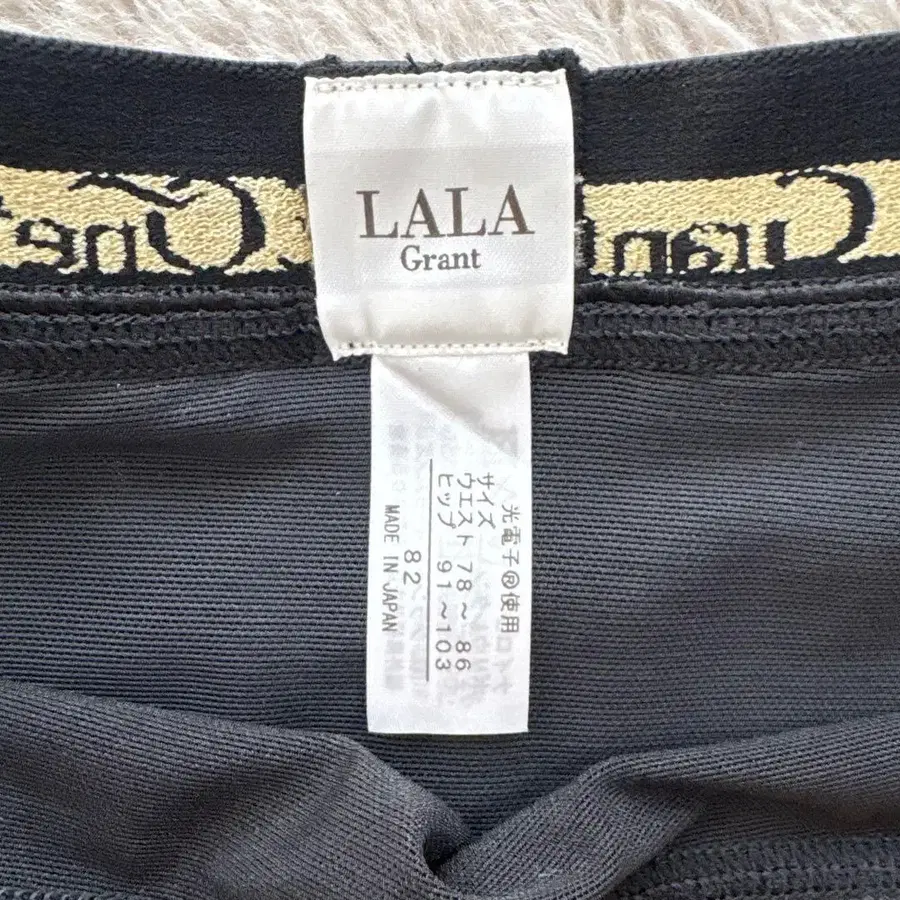 LALA
Grant
光電子®使用
サイズ
ウエスト 78～86
ヒップ 91～103
82
MADE IN JAPAN